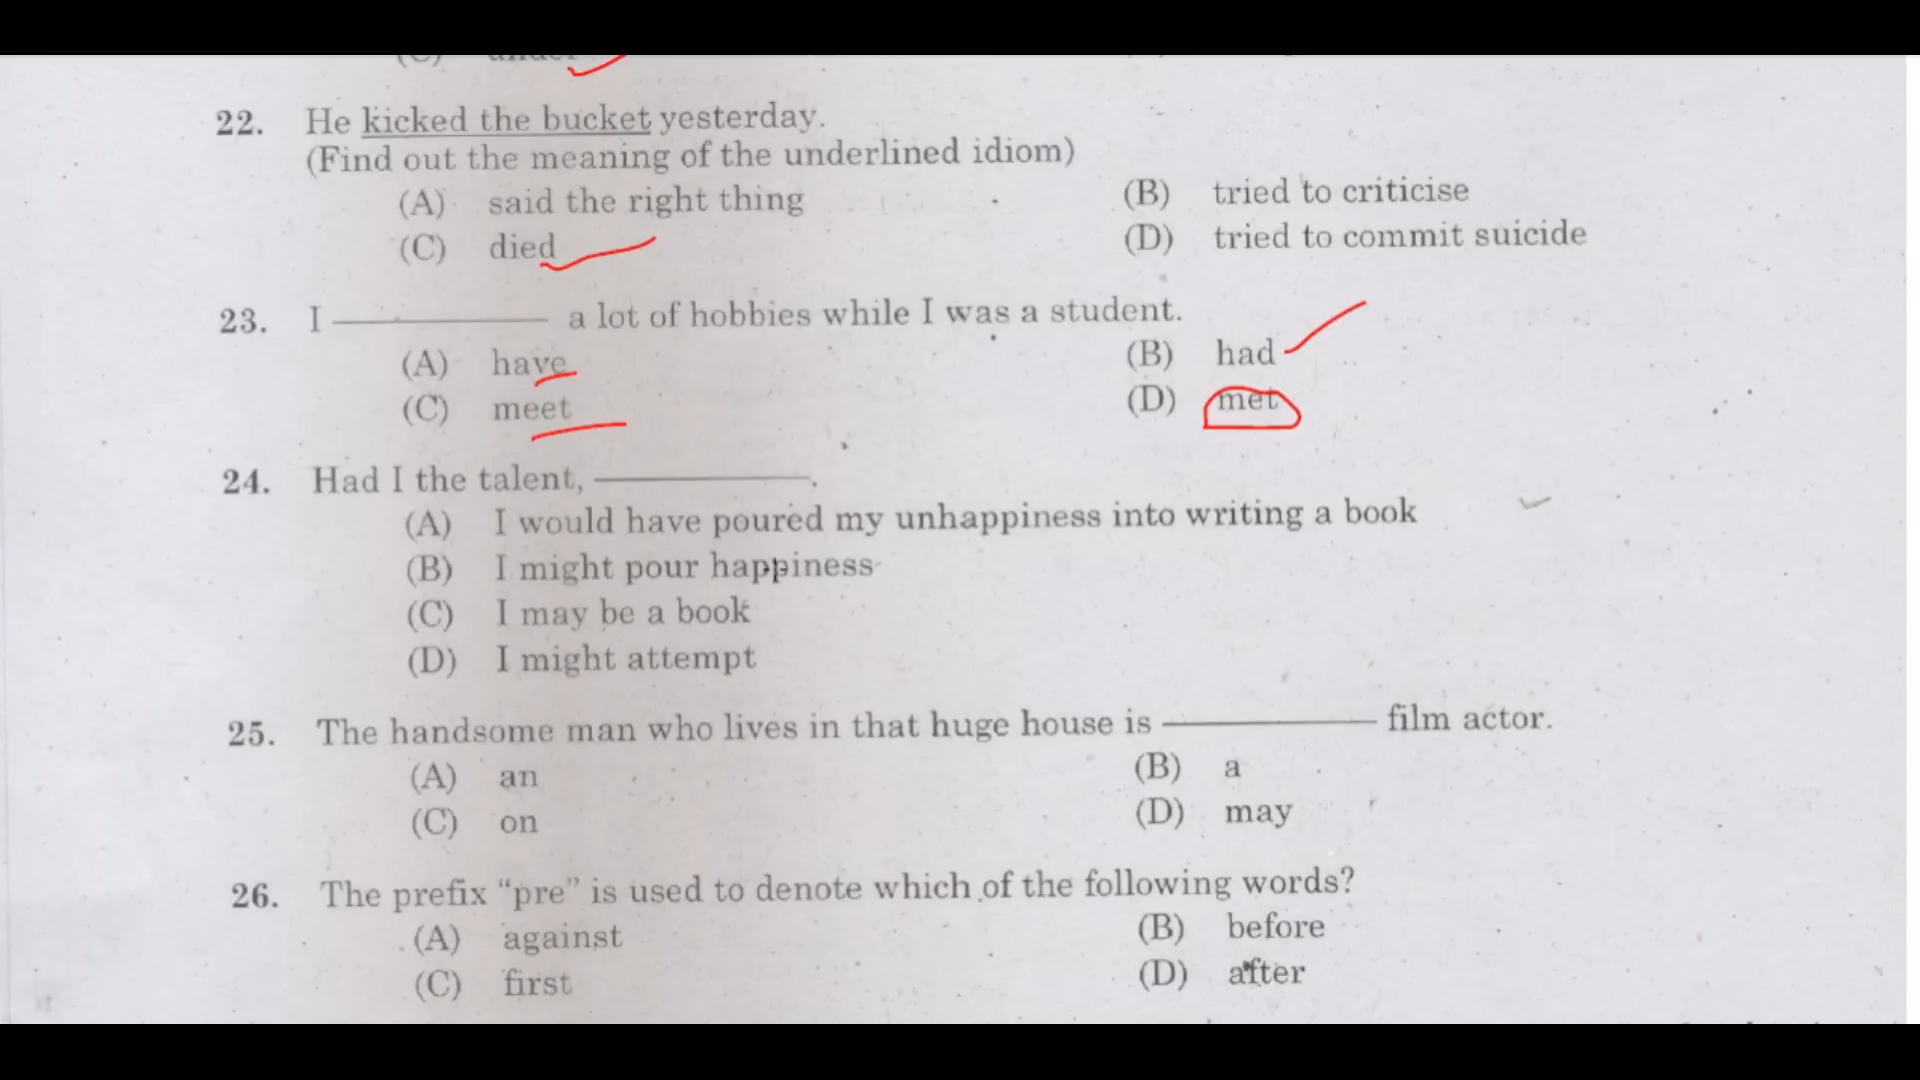 22. He kicked the bucket yesterday.
(Find out the meaning of the underlined idiom)
(A) said the right thing (B) tried to criticise
(C) died (D) tried to commit suicide
23. I ________ a lot of hobbies while I was a student.
(A) have (B) had
(C) meet (D) met
24. Had I the talent, ________.
(A) I would have poured my unhappiness into writing a book
(B) I might pour happiness
(C) I may be a book
(D) I might attempt
25. The handsome man who lives in that huge house is ________ film actor.
(A) an (B) a
(C) on (D) may
26. The prefix “pre” is used to denote which of the following words?
(A) against (B) before
(C) first (D) after